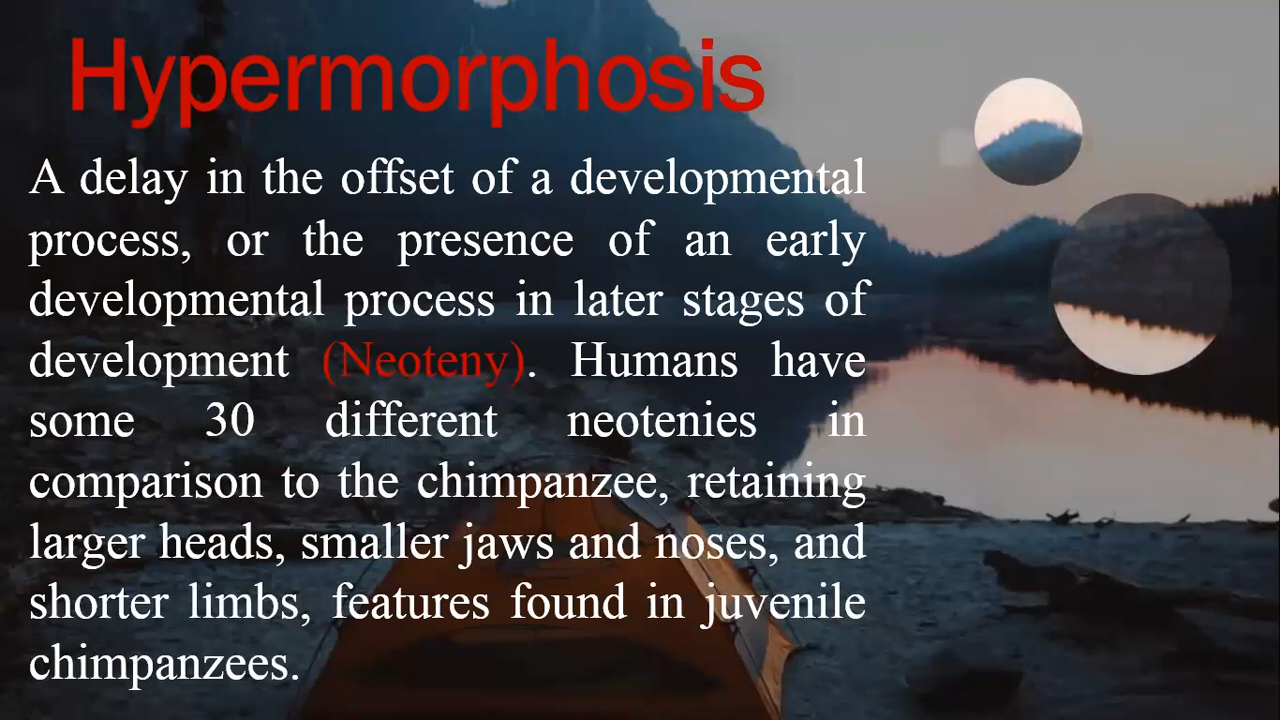 Hypermorphosis
A delay in the offset of a developmental
process, or the presence of an early
developmental process in later stages of
development (Neoteny). Humans have
some 30 different neotenies in
comparison to the chimpanzee, retaining
larger heads, smaller jaws and noses, and
shorter limbs, features found in juvenile
chimpanzees.